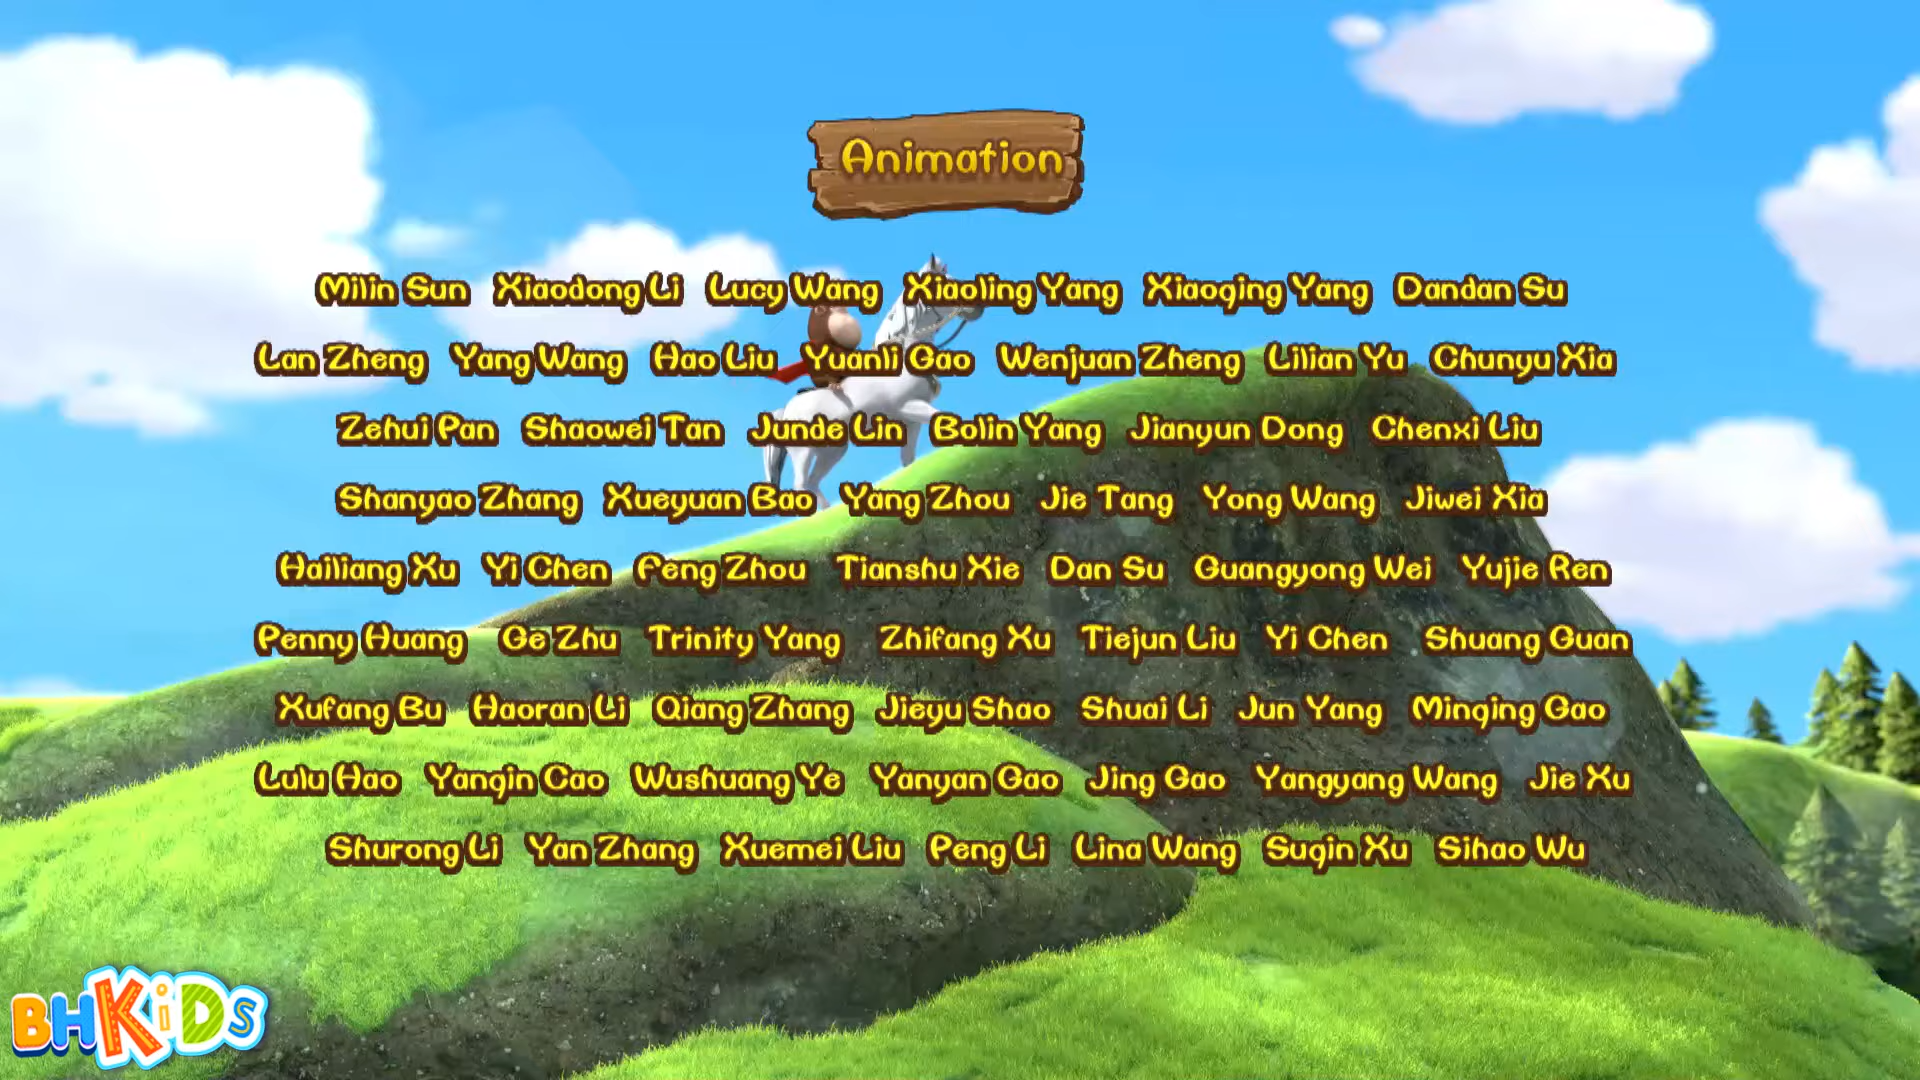 Animation
Milin Sun Xiaodong Li Lucy Wang Xiaoling Yang Xiaoqing Yang Dandan Su
Lan Zheng Yang Wang Hao Liu Yuanli Gao Wenjuan Zheng Lilian Yu Chunyu Xia
Zehui Pan Shaowei Tan Junde Lin Bolin Yang Jianyun Dong Chenxi Liu
Shanyao Zhang Xueyuan Bao Yang Zhou Jie Tang Yong Wang Jiwei Xia
Hailiang Xu Yi Chen Feng Zhou Tianshu Xie Dan Su Guangyong Wei Yujie Ren
Penny Huang Ge Zhu Trinity Yang Zhifang Xu Tiejun Liu Yi Chen Shuang Guan
Xufang Bu Haoran Li Qiang Zhang Jieyu Shao Shuai Li Jun Yang Minqing Gao
Lulu Hao Yanqin Cao Wushuang Ye Yanyan Gao Jing Gao Yangyang Wang Jie Xu
Shurong Li Yan Zhang Xuemei Liu Peng Li Lina Wang Suqin Xu Sihao Wu
BHKiDS